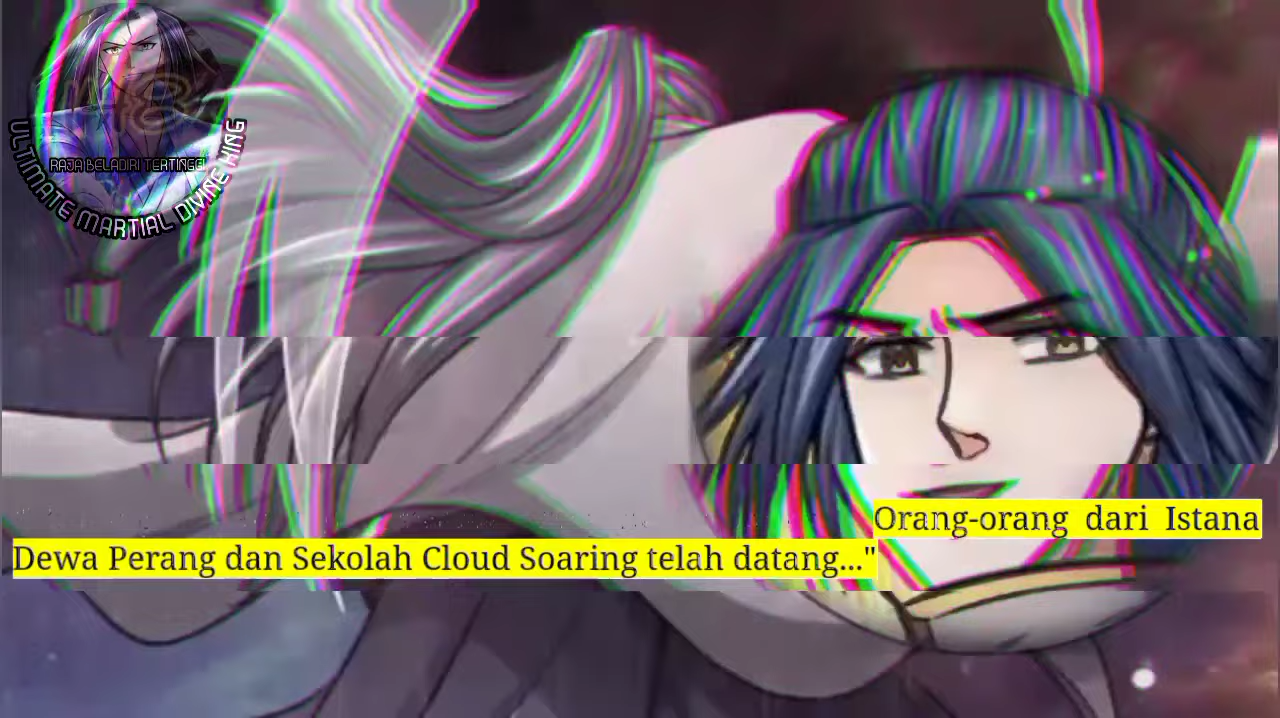 RAJA BELADIRI TERTINGGI
ULTIMATE MARTIAL DIVINE KING
Orang-orang dari Istana
Dewa Perang dan Sekolah Cloud Soaring telah datang..."